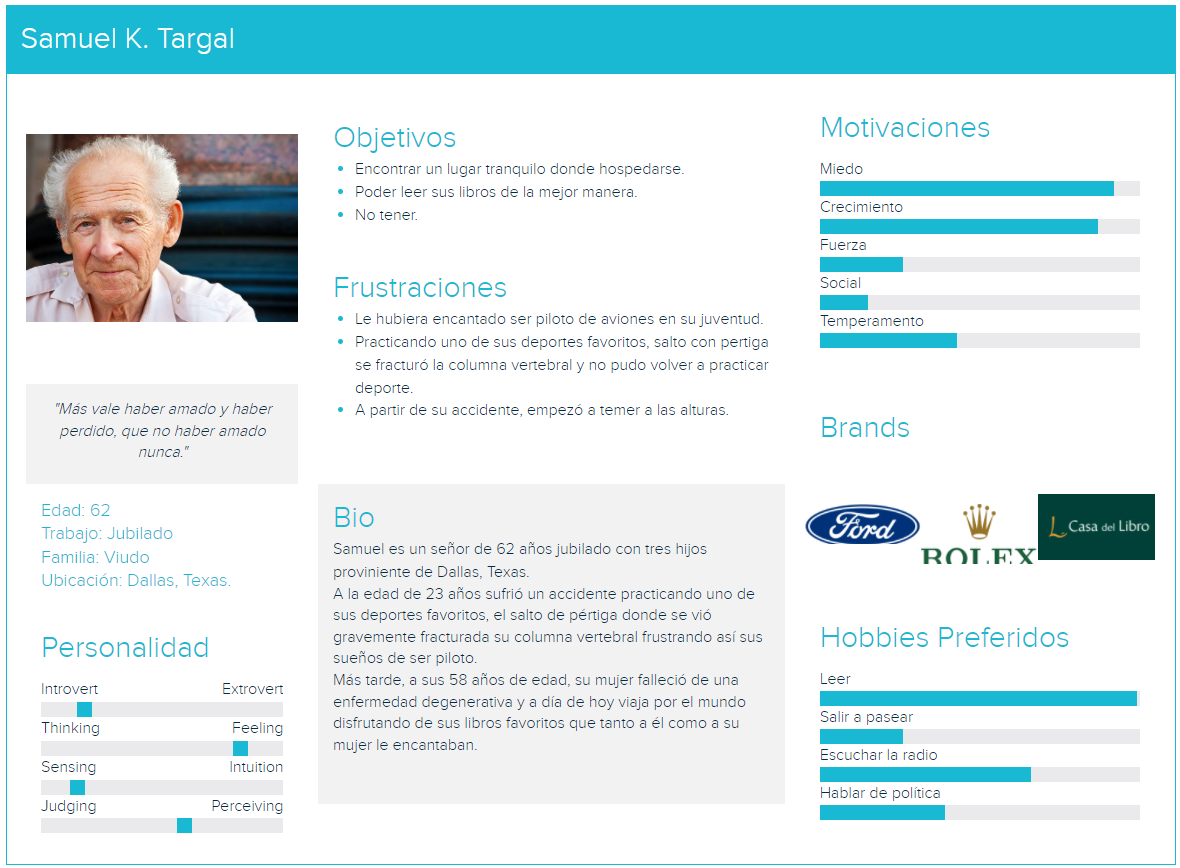 Samuel K. Targal
"Más vale haber amado y haber
perdido, que no haber amado
nunca."
Edad: 62
Trabajo: Jubilado
Familia: Viudo
Ubicación: Dallas, Texas.
Personalidad
Introvert Extrovert
Thinking Feeling
Sensing Intuition
Judging Perceiving
Objetivos
Encontrar un lugar tranquilo donde hospedarse.
Poder leer sus libros de la mejor manera.
No tener.
Frustraciones
Le hubiera encantado ser piloto de aviones en su juventud.
Practicando uno de sus deportes favoritos, salto con pertiga
se fracturó la columna vertebral y no pudo volver a practicar
deporte.
A partir de su accidente, empezó a temer a las alturas.
Bio
Samuel es un señor de 62 años jubilado con tres hijos
proviniente de Dallas, Texas.
A la edad de 23 años sufrió un accidente practicando uno de
sus deportes favoritos, el salto de pértiga donde se vió
gravemente fracturada su columna vertebral frustrando así sus
sueños de ser piloto.
Más tarde, a sus 58 años de edad, su mujer falleció de una
enfermedad degenerativa y a día de hoy viaja por el mundo
disfrutando de sus libros favoritos que tanto a él como a su
mujer le encantaban.
Motivaciones
Miedo
Crecimiento
Fuerza
Social
Temperamento
Brands
Ford
ROLEX
L Casa del Libro
Hobbies Preferidos
Leer
Salir a pasear
Escuchar la radio
Hablar de política